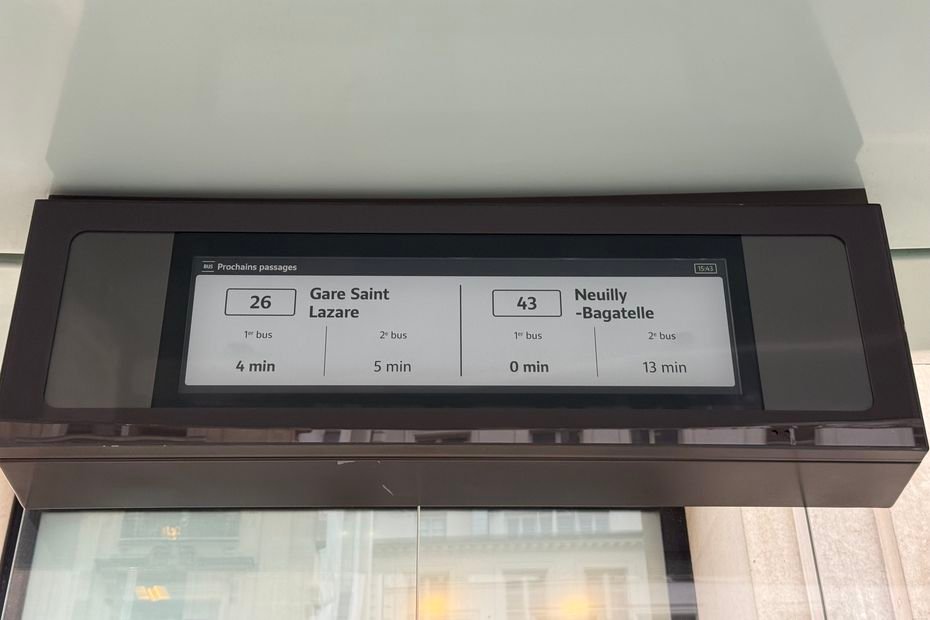 BUS Prochains passages 15:43
26 Gare Saint
Lazare
1er bus 2e bus
4 min 5 min
43 Neuilly
-Bagatelle
1er bus 2e bus
0 min 13 min